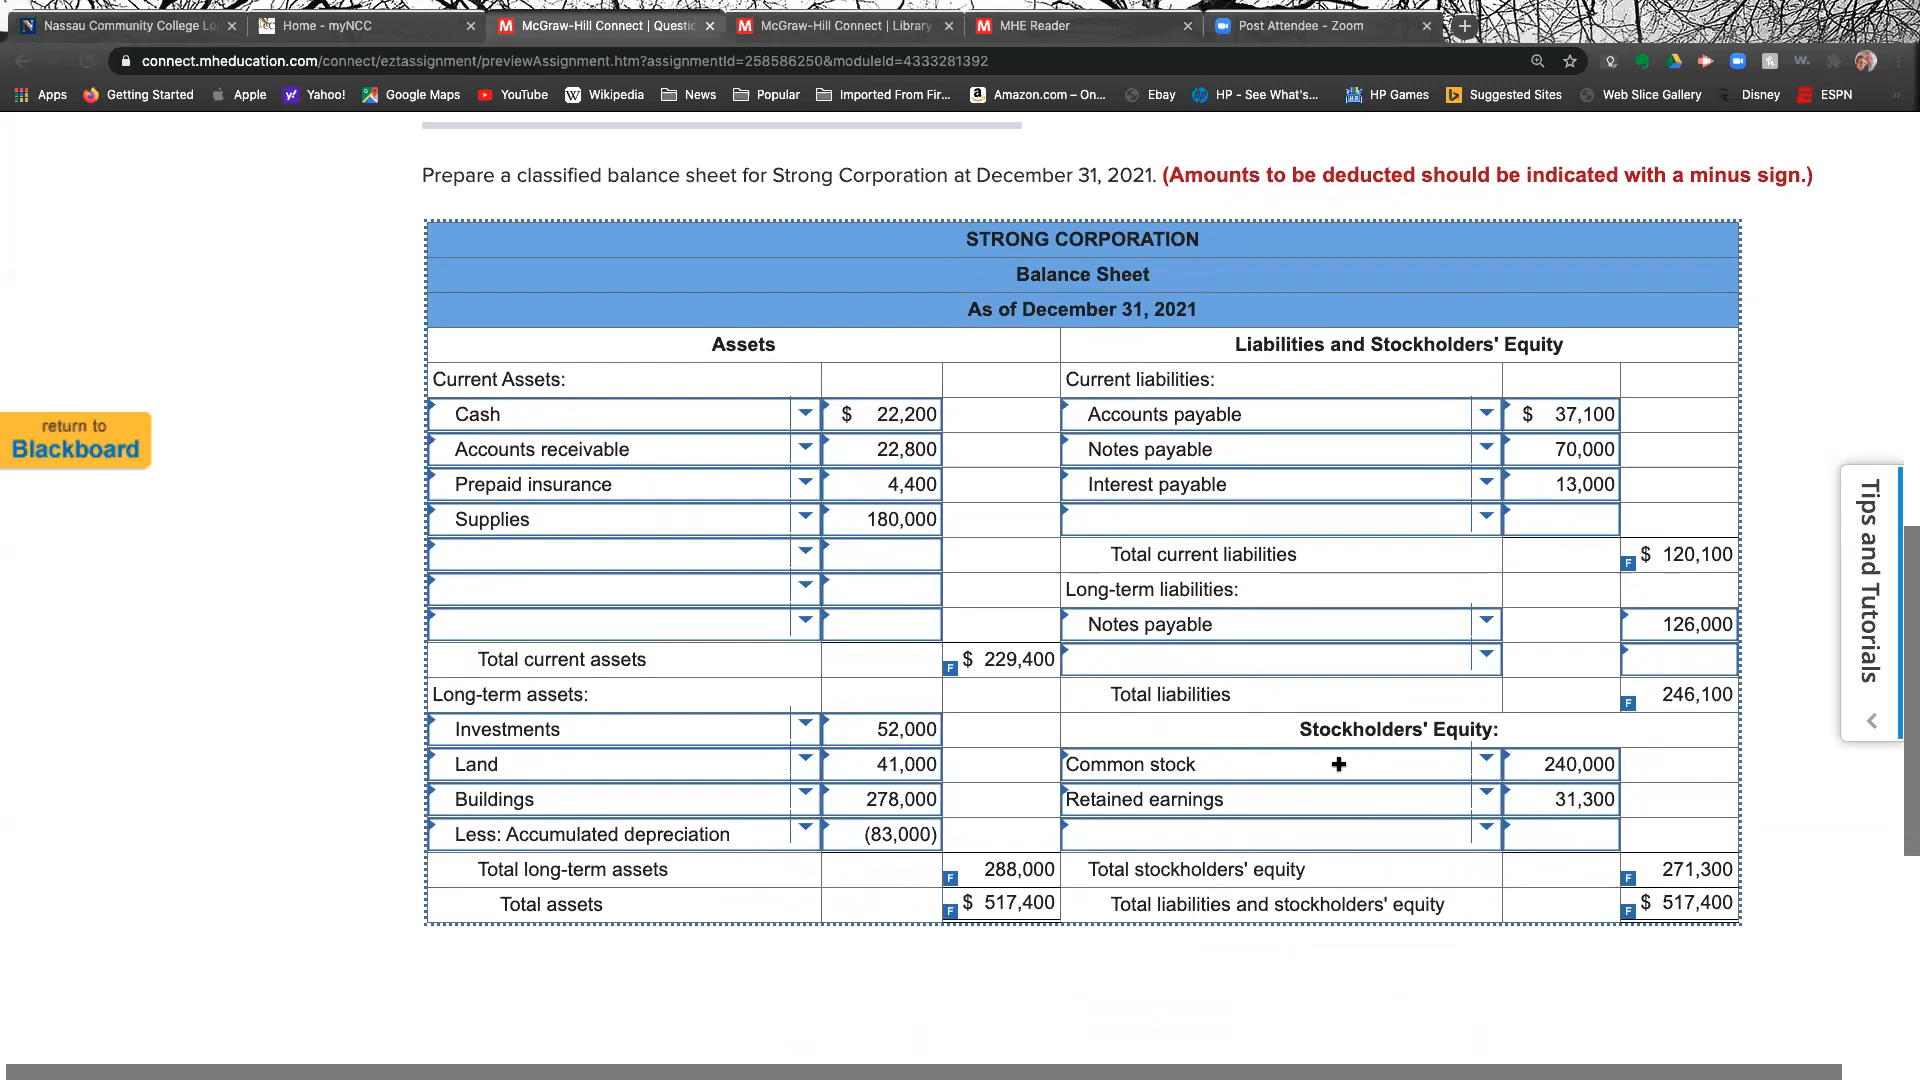 Nassau Community College Lo
Home - myNCC
McGraw-Hill Connect | Questic
McGraw-Hill Connect | Library
MHE Reader
Post Attendee - Zoom
connect.mheducation.com/connect/eztassignment/previewAssignment.htm?assignmentId=258586250&moduleId=4333281392
Apps Getting Started Apple Yahoo! Google Maps YouTube Wikipedia News Popular Imported From Fir... Amazon.com – On... Ebay HP - See What's... HP Games Suggested Sites Web Slice Gallery Disney ESPN
Prepare a classified balance sheet for Strong Corporation at December 31, 2021. (Amounts to be deducted should be indicated with a minus sign.)
STRONG CORPORATION
Balance Sheet
As of December 31, 2021
Assets Liabilities and Stockholders' Equity
Current Assets: Current liabilities:
Cash $ 22,200 Accounts payable $ 37,100
Accounts receivable 22,800 Notes payable 70,000
Prepaid insurance 4,400 Interest payable 13,000
Supplies 180,000
Total current liabilities F $ 120,100
Long-term liabilities:
Notes payable 126,000
Total current assets F $ 229,400
Long-term assets: Total liabilities F 246,100
Investments 52,000 Stockholders' Equity:
Land 41,000 Common stock 240,000
Buildings 278,000 Retained earnings 31,300
Less: Accumulated depreciation (83,000)
Total long-term assets F 288,000 Total stockholders' equity F 271,300
Total assets F $ 517,400 Total liabilities and stockholders' equity F $ 517,400
return to
Blackboard
Tips and Tutorials